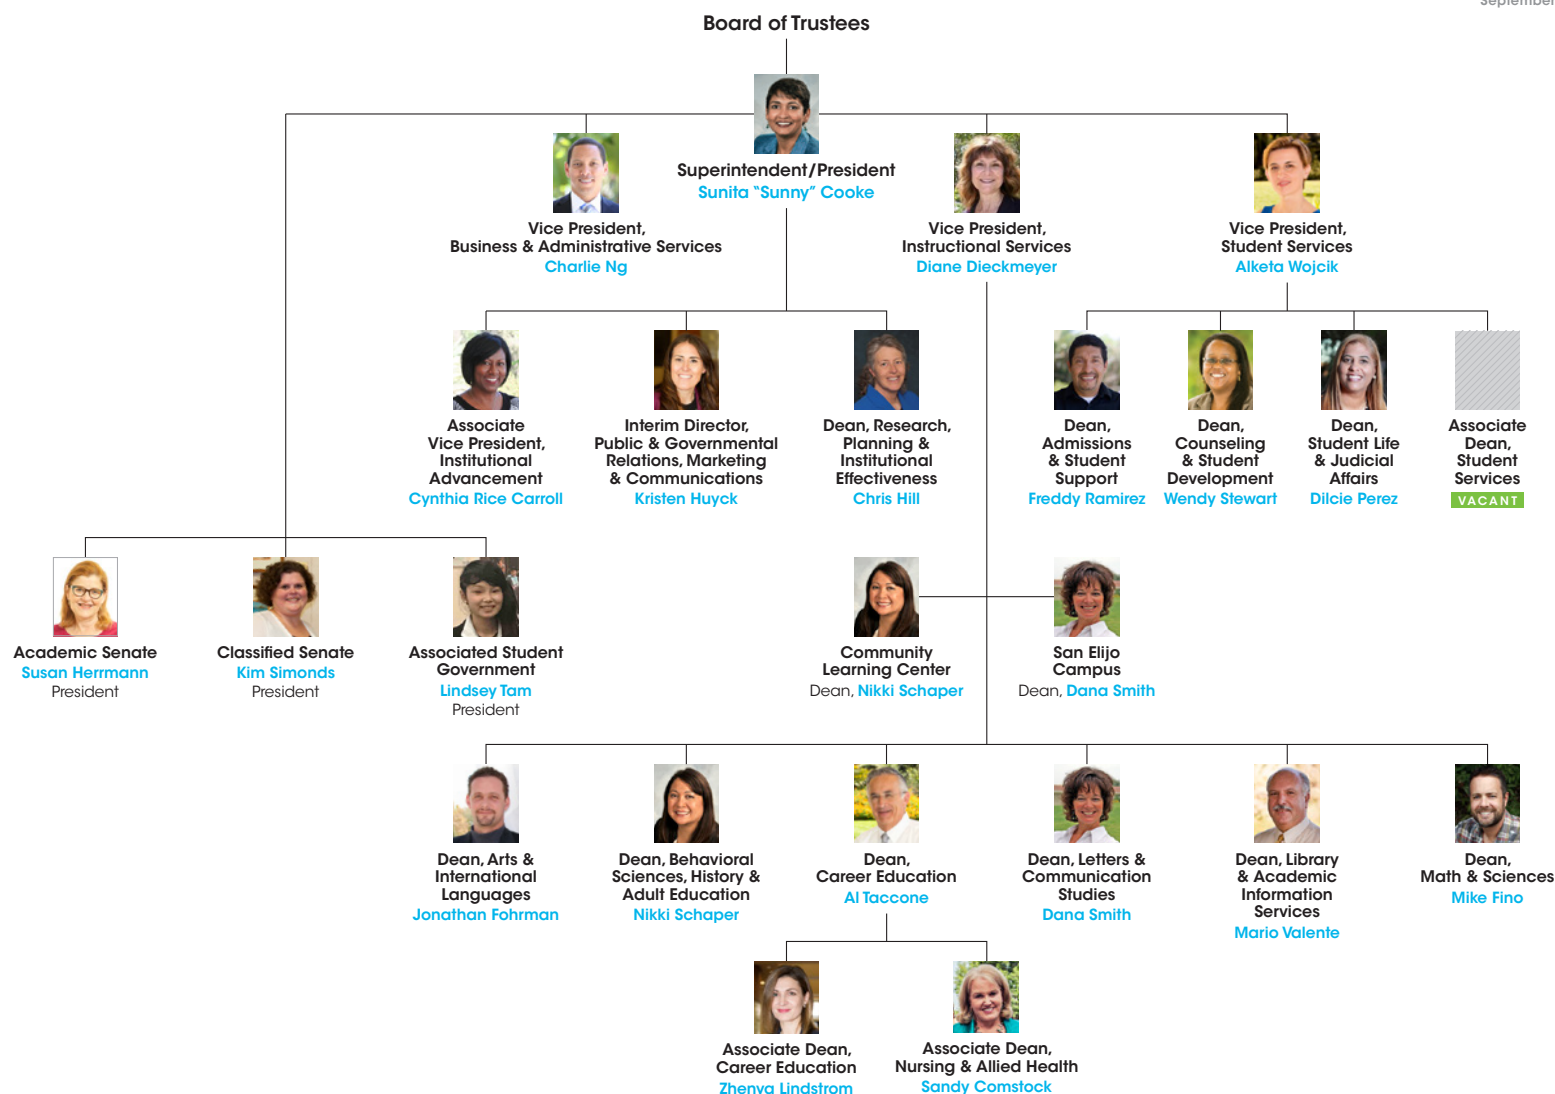 September
Board of Trustees
Superintendent/President
Sunita "Sunny" Cooke
Vice President,
Business & Administrative Services
Charlie Ng
Vice President,
Instructional Services
Diane Dieckmeyer
Vice President,
Student Services
Alketa Wojcik
Associate
Vice President,
Institutional
Advancement
Cynthia Rice Carroll
Interim Director,
Public & Governmental
Relations, Marketing
& Communications
Kristen Huyck
Dean, Research,
Planning &
Institutional
Effectiveness
Chris Hill
Dean,
Admissions
& Student
Support
Freddy Ramirez
Dean,
Counseling
& Student
Development
Wendy Stewart
Dean,
Student Life
& Judicial
Affairs
Dilcie Perez
Associate
Dean,
Student
Services
VACANT
Academic Senate
Susan Herrmann
President
Classified Senate
Kim Simonds
President
Associated Student
Government
Lindsey Tam
President
Community
Learning Center
Dean, Nikki Schaper
San Elijo
Campus
Dean, Dana Smith
Dean, Arts &
International
Languages
Jonathan Fohrman
Dean, Behavioral
Sciences, History &
Adult Education
Nikki Schaper
Dean,
Career Education
Al Taccone
Dean, Letters &
Communication
Studies
Dana Smith
Dean, Library
& Academic
Information
Services
Mario Valente
Dean,
Math & Sciences
Mike Fino
Associate Dean,
Career Education
Zhenya Lindstrom
Associate Dean,
Nursing & Allied Health
Sandy Comstock